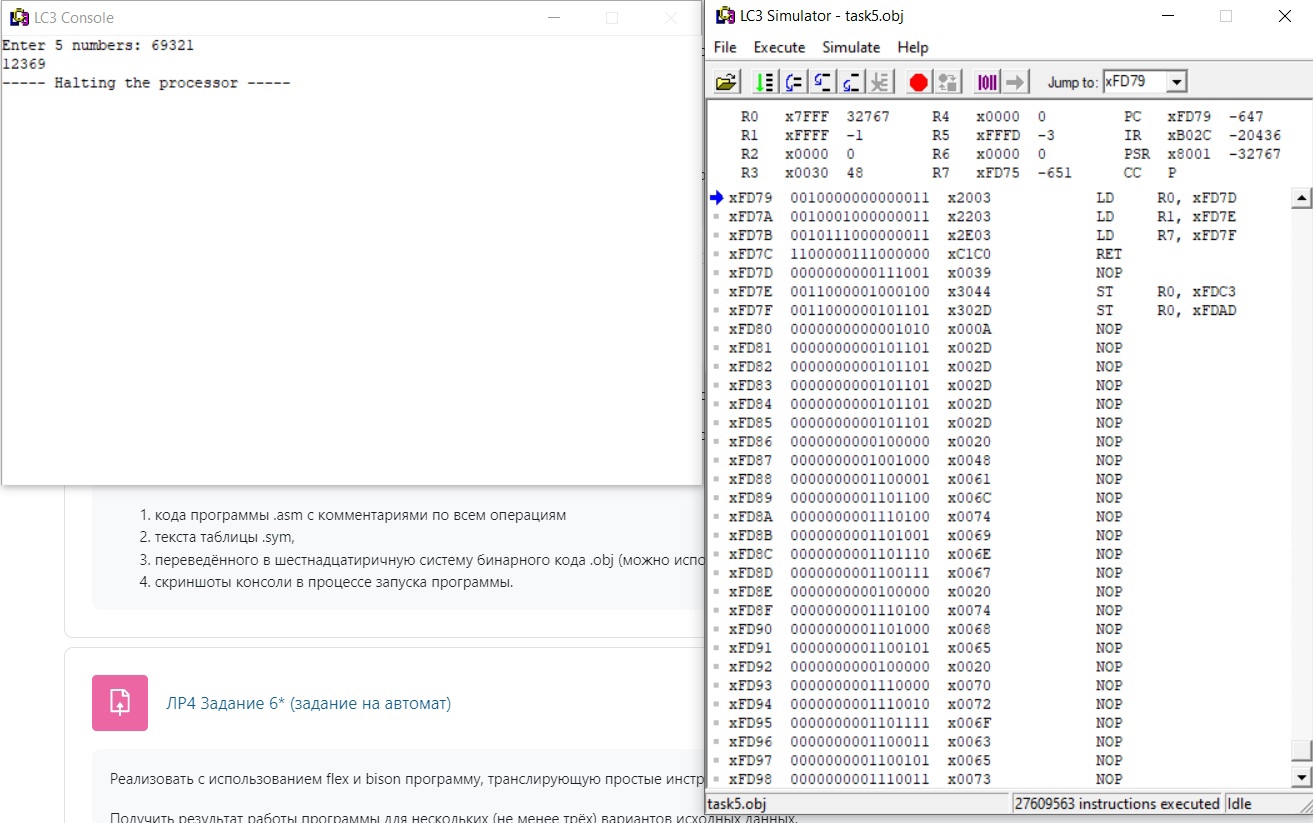 LC3 Console
Enter 5 numbers: 69321
12369
----- Halting the processor -----
1. кода программы .asm с комментариями по всем операциям
2. текста таблицы .sym,
3. переведённого в шестнадцатиричную систему бинарного кода .obj (можно испо
4. скриншоты консоли в процессе запуска программы.
ЛР4 Задание 6* (задание на автомат)
Реализовать с использованием flex и bison программу, транслирующую простые инстр
Получить результат работы программы для нескольких (не менее трёх) вариантов исходных данных.
LC3 Simulator - task5.obj
File Execute Simulate Help
Jump to: xFD79
R0 x7FFF 32767 R4 x0000 0 PC xFD79 -647
R1 xFFFF -1 R5 xFFFD -3 IR xB02C -20436
R2 x0000 0 R6 x0000 0 PSR x8001 -32767
R3 x0030 48 R7 xFD75 -651 CC P
xFD79 0010000000000011 x2003 LD R0, xFD7D
xFD7A 0010001000000011 x2203 LD R1, xFD7E
xFD7B 0010111000000011 x2E03 LD R7, xFD7F
xFD7C 1100000111000000 xC1C0 RET
xFD7D 0000000000111001 x0039 NOP
xFD7E 0011000001000100 x3044 ST R0, xFDC3
xFD7F 0011000000101101 x302D ST R0, xFDAD
xFD80 0000000000001010 x000A NOP
xFD81 0000000000101101 x002D NOP
xFD82 0000000000101101 x002D NOP
xFD83 0000000000101101 x002D NOP
xFD84 0000000000101101 x002D NOP
xFD85 0000000000101101 x002D NOP
xFD86 0000000000100000 x0020 NOP
xFD87 0000000001001000 x0048 NOP
xFD88 0000000001100001 x0061 NOP
xFD89 0000000001101100 x006C NOP
xFD8A 0000000001110100 x0074 NOP
xFD8B 0000000001101001 x0069 NOP
xFD8C 0000000001101110 x006E NOP
xFD8D 0000000001100111 x0067 NOP
xFD8E 0000000000100000 x0020 NOP
xFD8F 0000000001110100 x0074 NOP
xFD90 0000000001101000 x0068 NOP
xFD91 0000000001100101 x0065 NOP
xFD92 0000000000100000 x0020 NOP
xFD93 0000000001110000 x0070 NOP
xFD94 0000000001110010 x0072 NOP
xFD95 0000000001101111 x006F NOP
xFD96 0000000001100011 x0063 NOP
xFD97 0000000001100101 x0065 NOP
xFD98 0000000001110011 x0073 NOP
task5.obj 27609563 instructions executed Idle